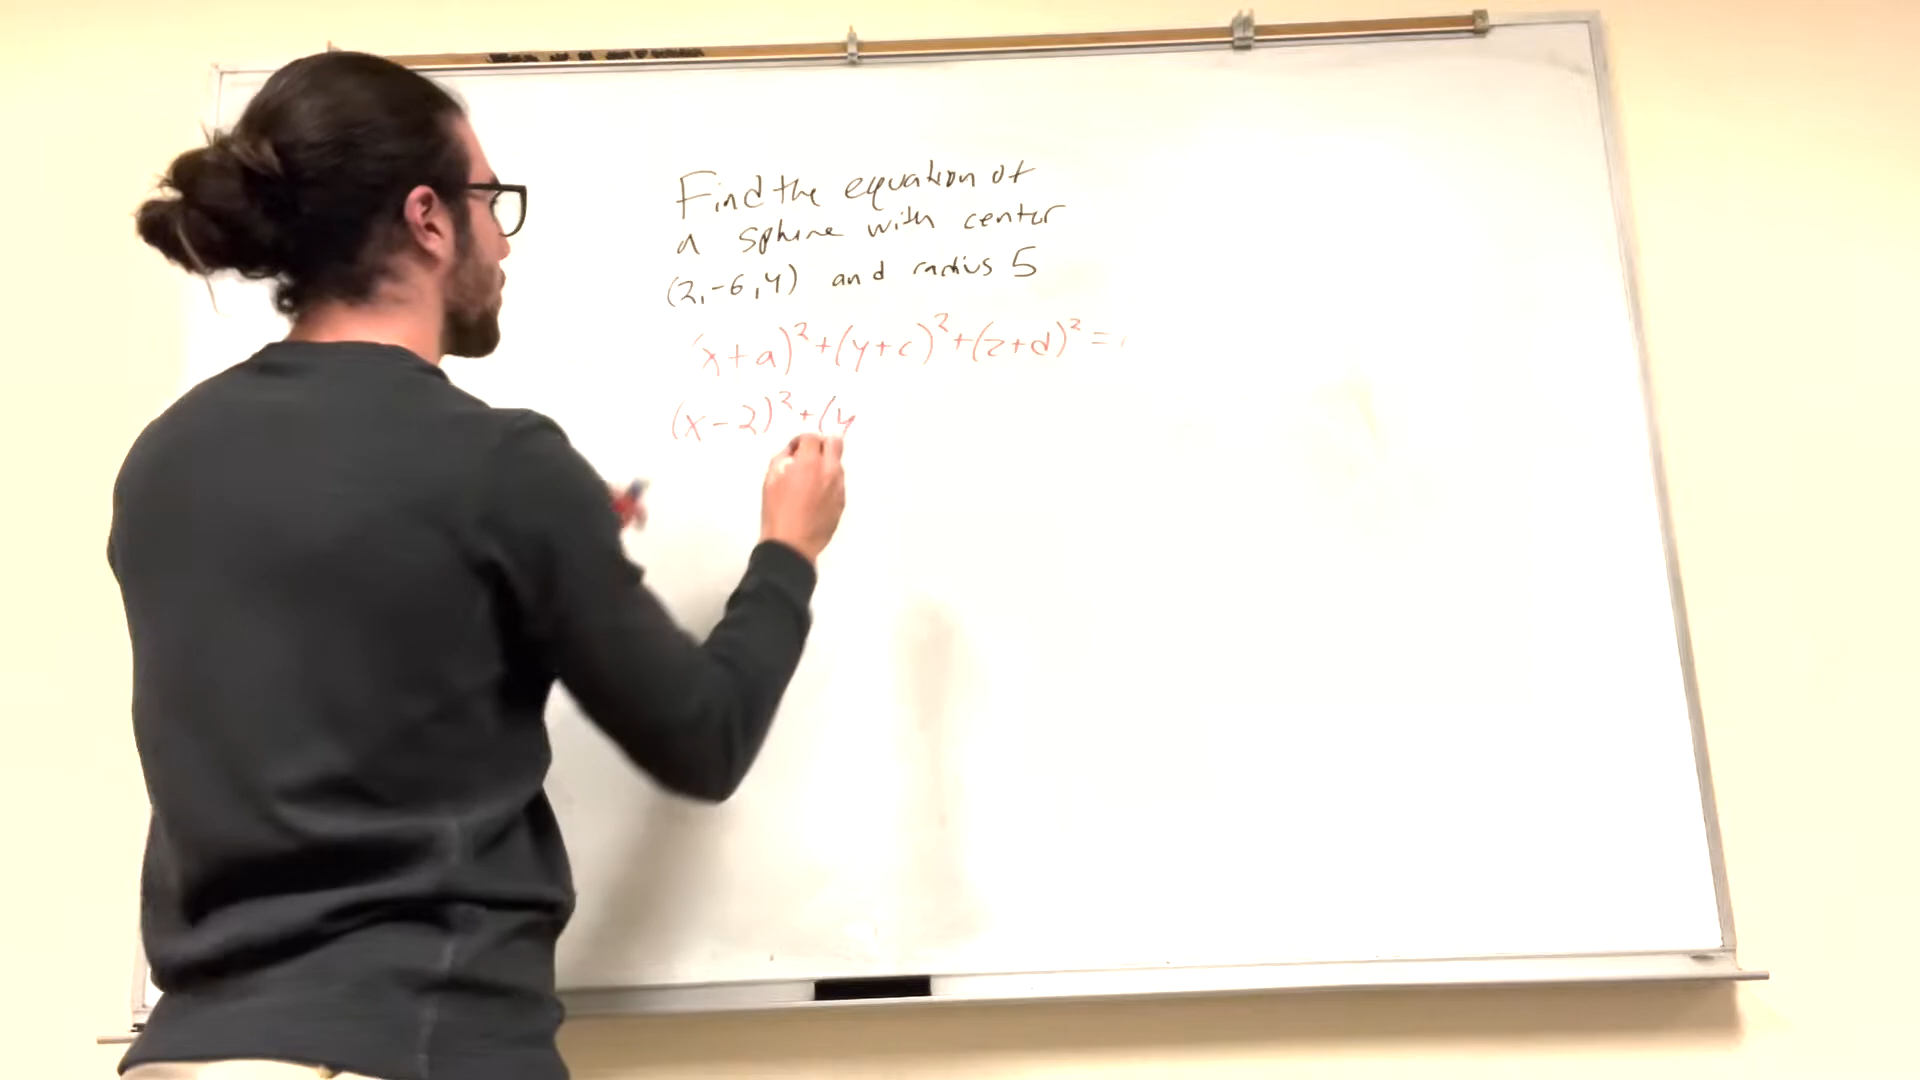 Find the equation of
a sphere with center
(2,-6,4) and radius 5
(x+a)²+(y+c)²+(z+d)²=
(x-2)²+(y